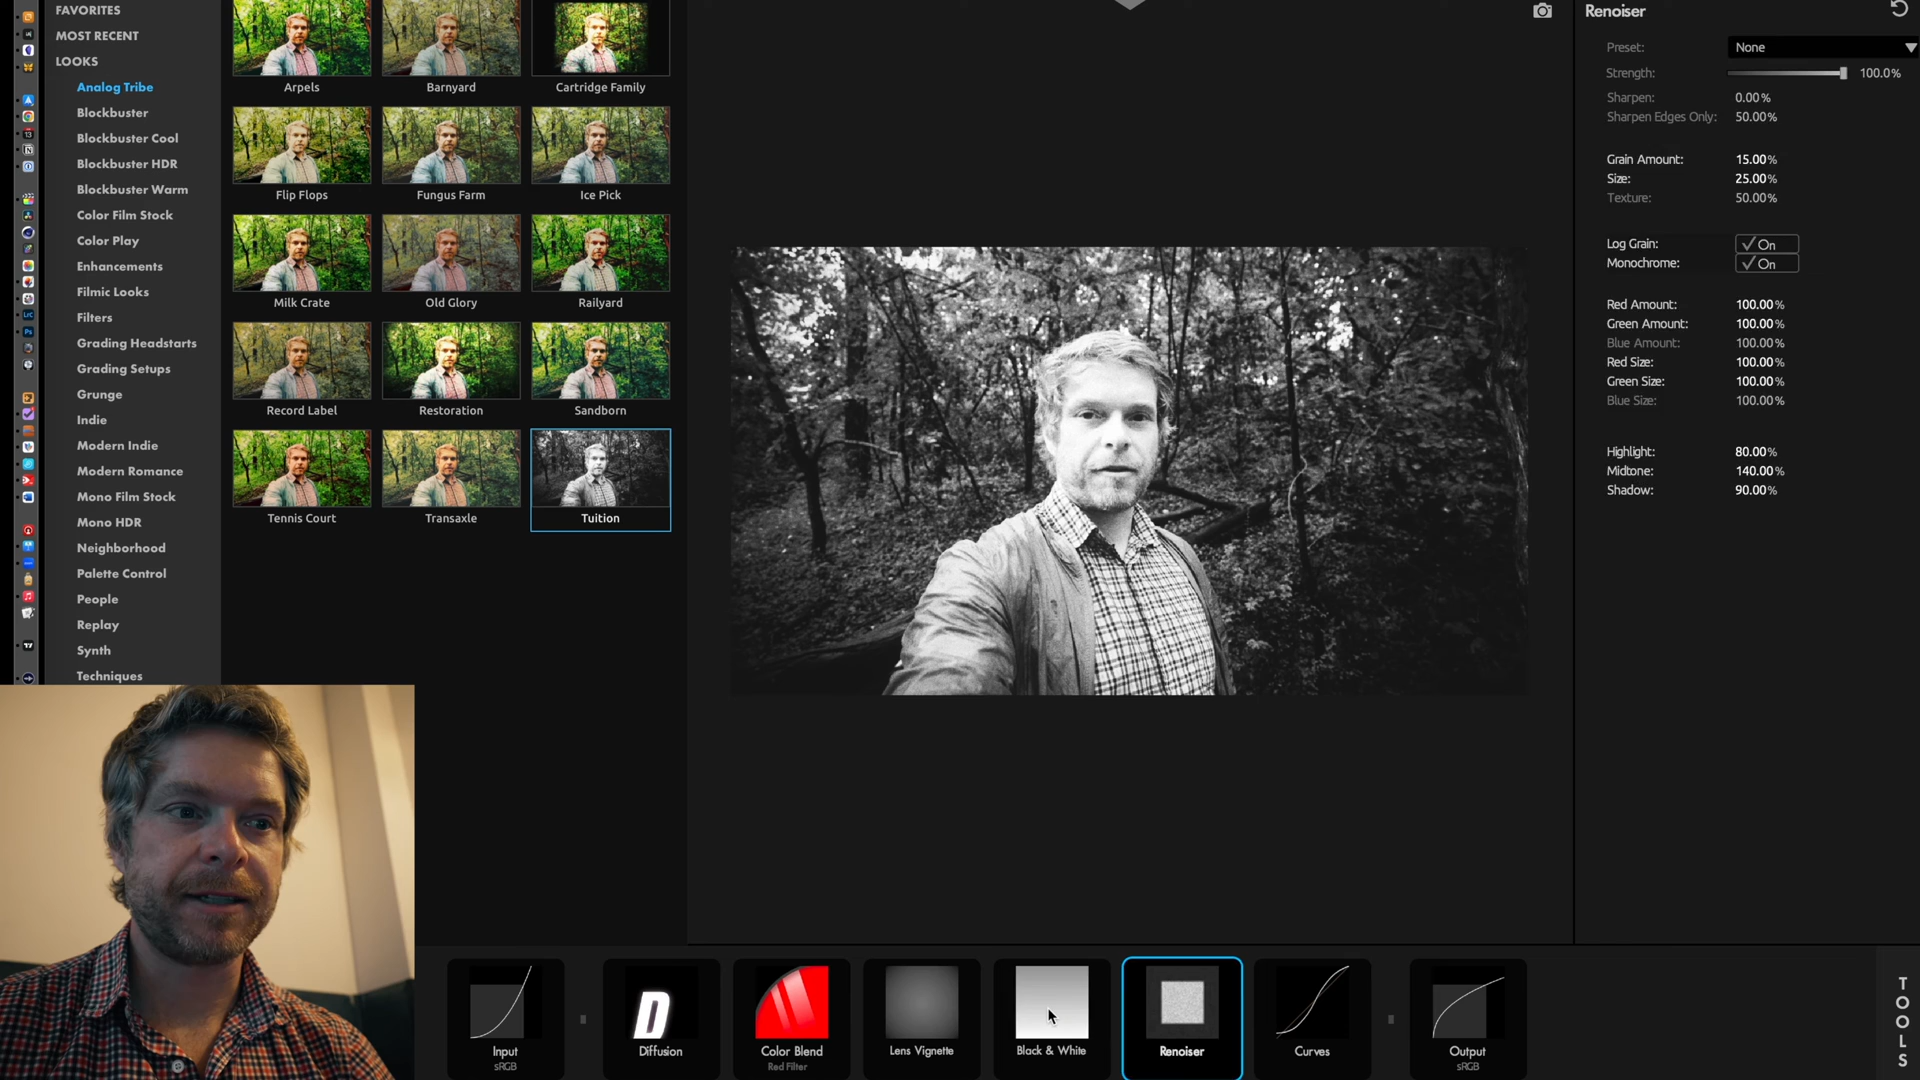 FAVORITES
MOST RECENT
LOOKS
Analog Tribe
Blockbuster
Blockbuster Cool
Blockbuster HDR
Blockbuster Warm
Color Film Stock
Color Play
Enhancements
Filmic Looks
Filters
Grading Headstarts
Grading Setups
Grunge
Indie
Modern Indie
Modern Romance
Mono Film Stock
Mono HDR
Neighborhood
Palette Control
People
Replay
Synth
Techniques
Arpels
Barnyard
Cartridge Family
Flip Flops
Fungus Farm
Ice Pick
Milk Crate
Old Glory
Railyard
Record Label
Restoration
Sandborn
Tennis Court
Transaxle
Tuition
Renoiser
Preset: None
Strength: 100.0%
Sharpen: 0.00%
Sharpen Edges Only: 50.00%
Grain Amount: 15.00%
Size: 25.00%
Texture: 50.00%
Log Grain: On
Monochrome: On
Red Amount: 100.00%
Green Amount: 100.00%
Blue Amount: 100.00%
Red Size: 100.00%
Green Size: 100.00%
Blue Size: 100.00%
Highlight: 80.00%
Midtone: 140.00%
Shadow: 90.00%
D
Input
sRGB
Diffusion
Color Blend
Red Filter
Lens Vignette
Black & White
Renoiser
Curves
Output
sRGB
TOOLS